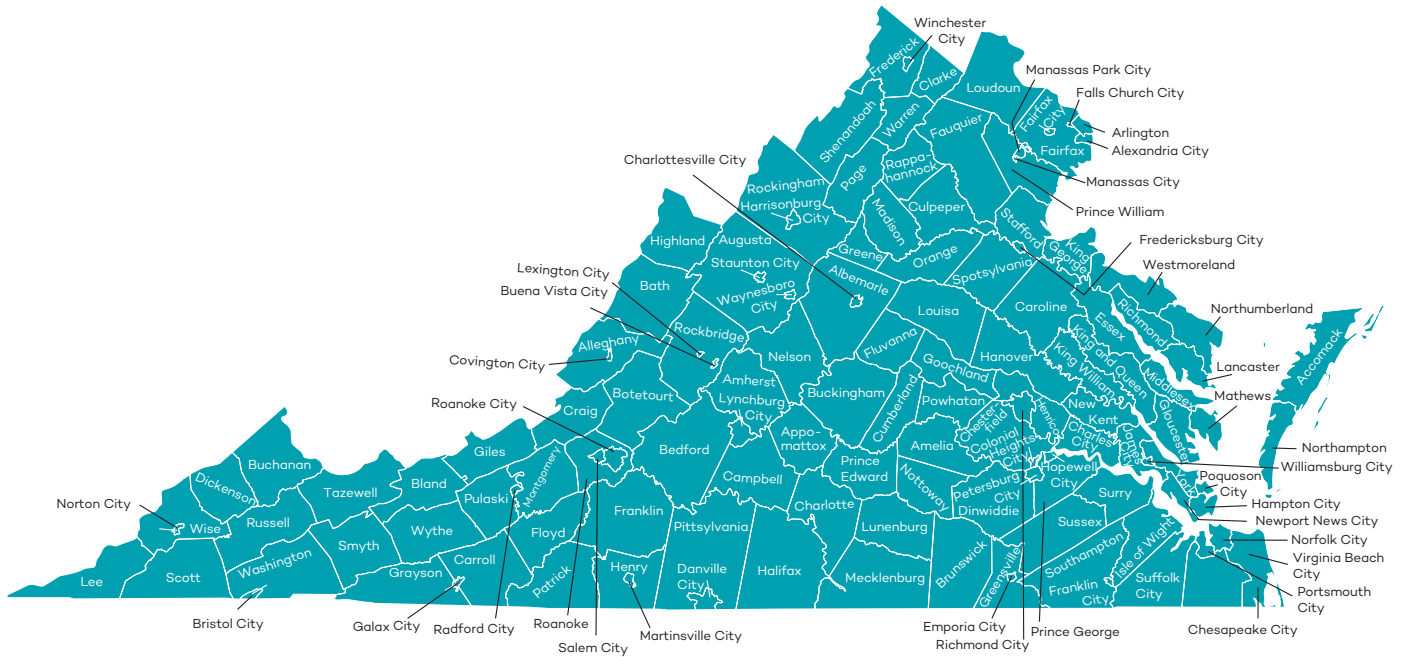 Winchester
City
Frederick
Clarke
Loudoun
Manassas Park City
Falls Church City
Fairfax
City
Arlington
Alexandria City
Fairfax
Manassas City
Prince William
Shenandoah
Warren
Fauquier
Charlottesville City
Page
Rappa-
hannock
Rockingham
Harrisonburg
City
Madison
Culpeper
Stafford
King
George
Fredericksburg City
Westmoreland
Highland
Augusta
Greene
Orange
Spotsylvania
Lexington City
Staunton City
Albemarle
Buena Vista City
Bath
Waynesboro
City
Louisa
Caroline
Richmond
Northumberland
Essex
Rockbridge
Alleghany
Covington City
Nelson
Fluvanna
Goochland
Hanover
King and Queen
King William
Lancaster
Middlesex
Mathews
Accomack
Amherst
Lynchburg
City
Buckingham
Cumberland
Powhatan
Henrico
New
Kent
Gloucester
Botetourt
Roanoke City
Craig
Chester
field
Charles
City
James
City
Appo-
mattox
Amelia
Colonial
Heights
City
Northampton
Williamsburg City
Giles
Bedford
Prince
Edward
Hopewell
City
York
Poquoson
City
Buchanan
Dickenson
Tazewell
Bland
Montgomery
Pulaski
Campbell
Nottoway
Petersburg
City
Dinwiddie
Surry
Hampton City
Newport News City
Norton City
Wise
Russell
Wythe
Floyd
Franklin
Pittsylvania
Charlotte
Lunenburg
Sussex
Norfolk City
Virginia Beach
City
Smyth
Washington
Carroll
Grayson
Patrick
Henry
Danville
City
Halifax
Mecklenburg
Brunswick
Greensville
Southampton
Isle of Wight
Franklin
City
Suffolk
City
Portsmouth
City
Lee
Scott
Bristol City
Galax City
Radford City
Roanoke
Salem City
Martinsville City
Emporia City
Richmond City
Prince George
Chesapeake City